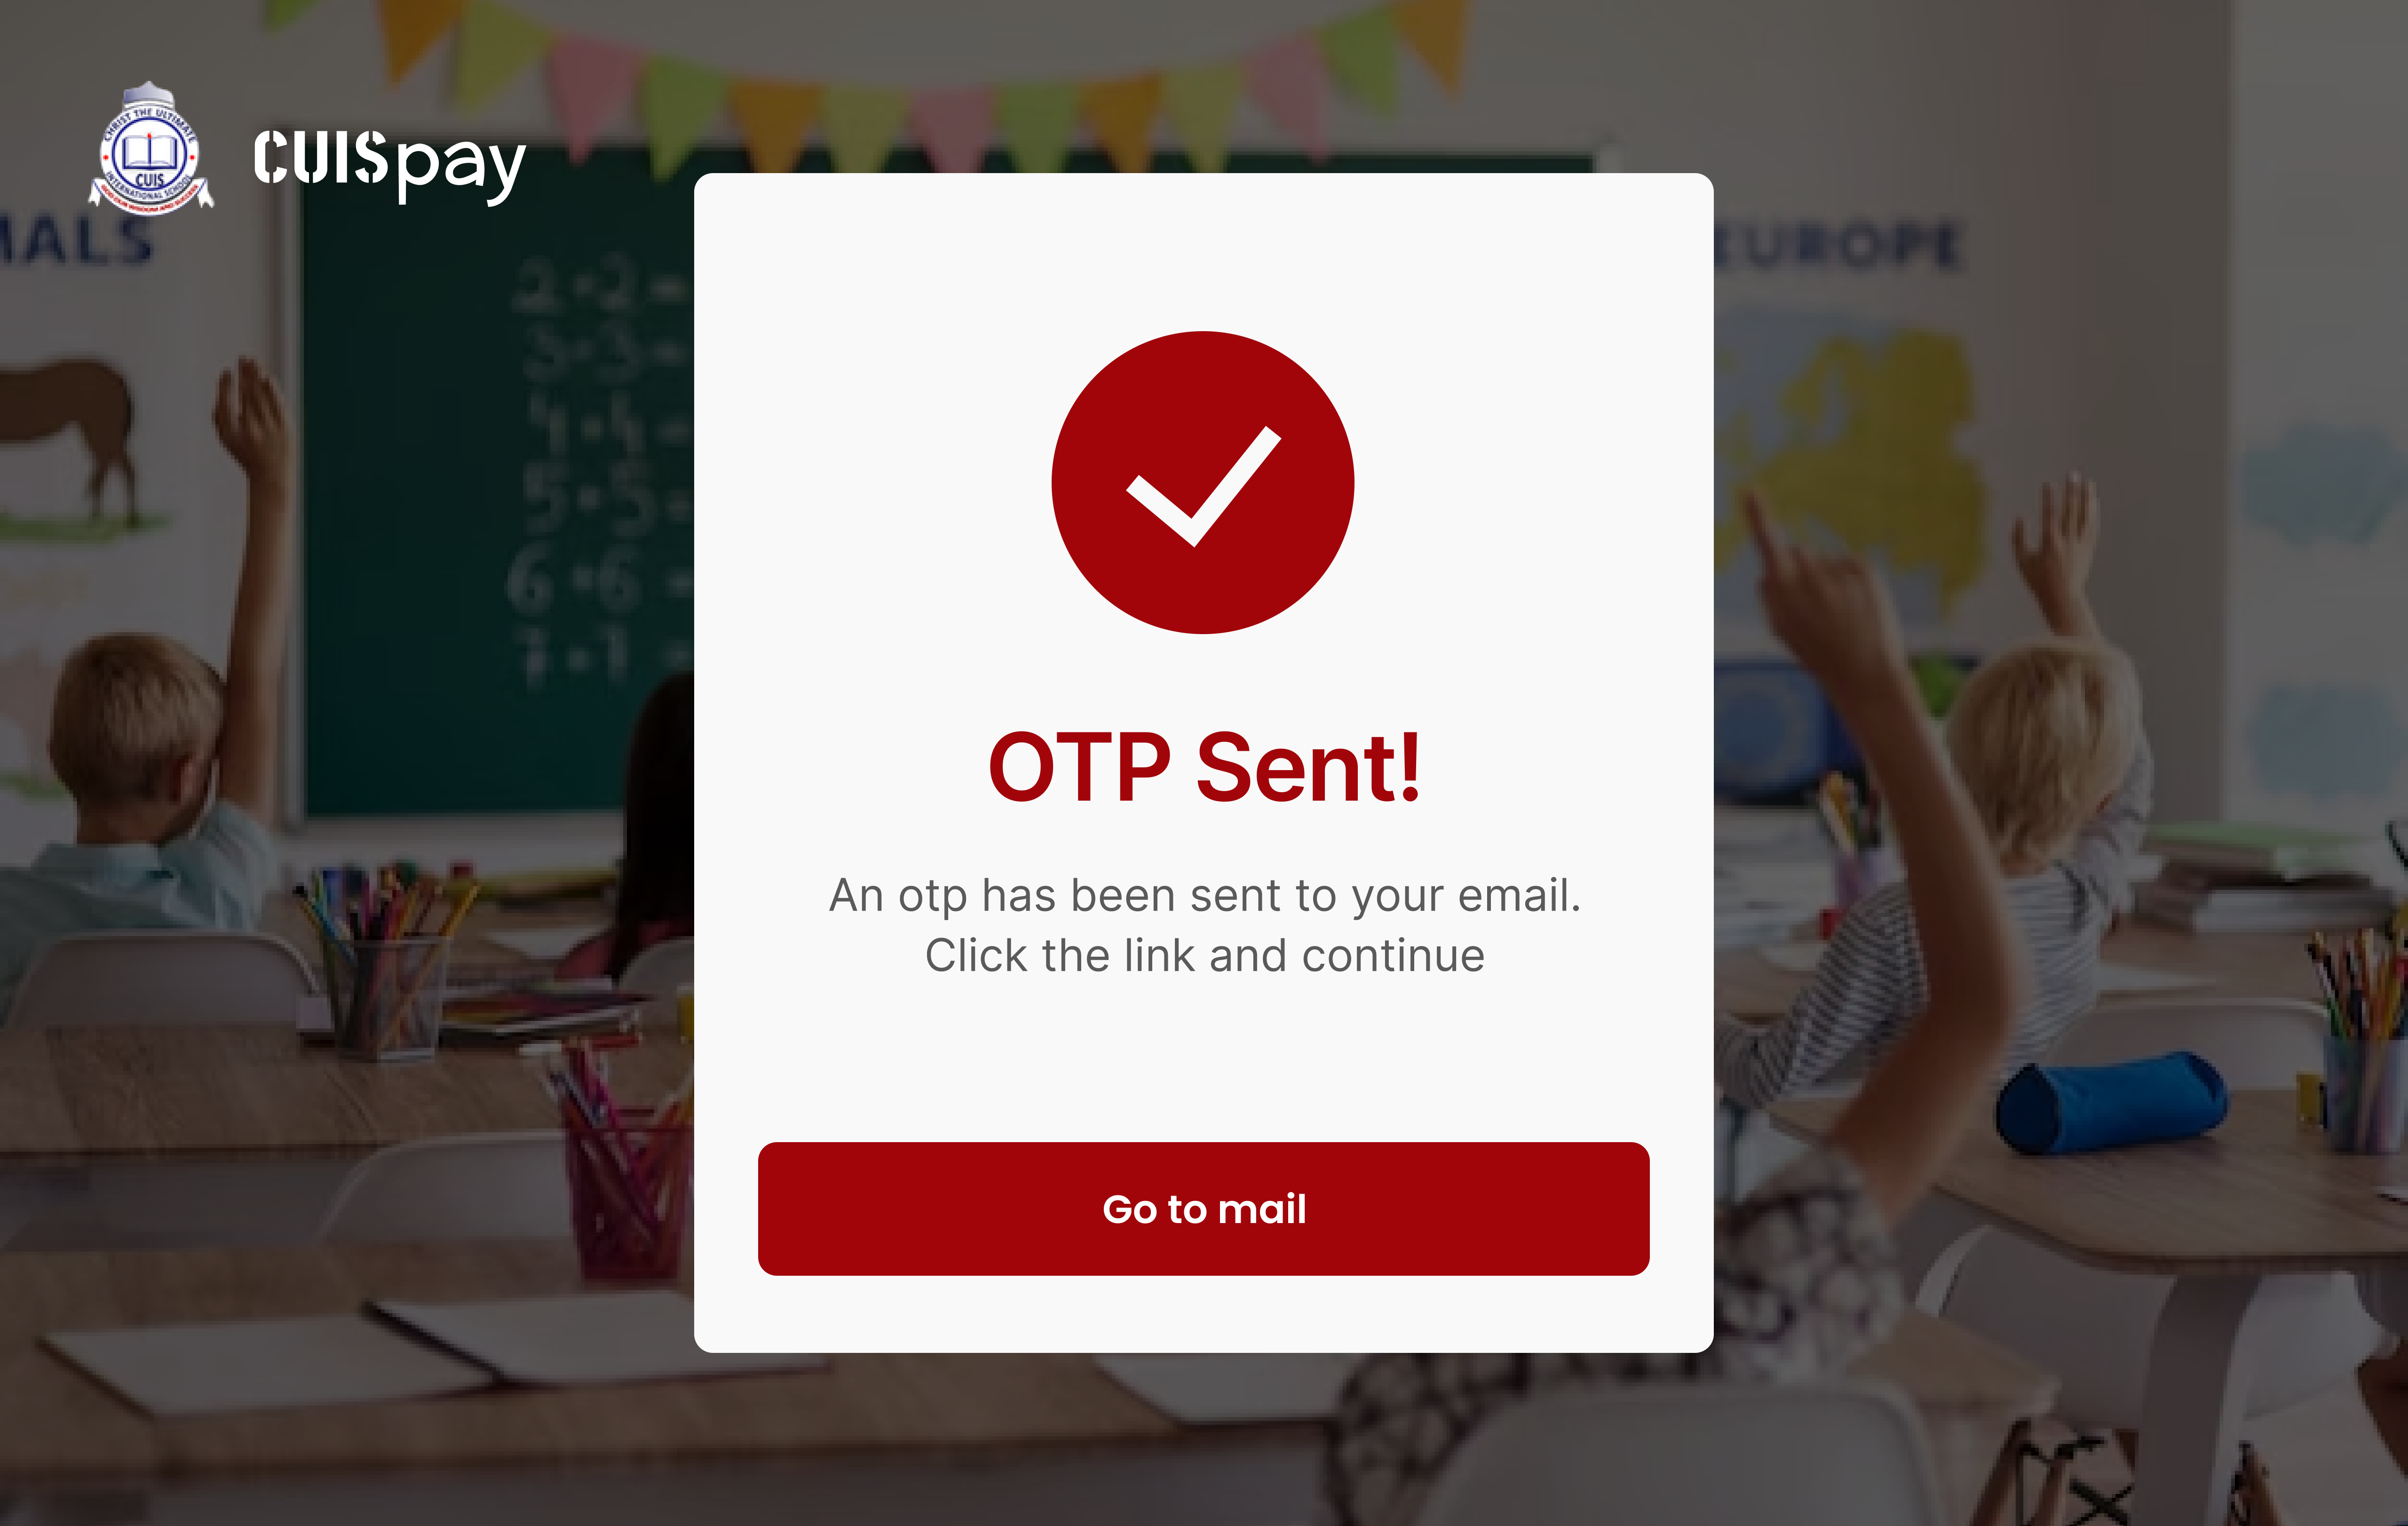 CHRIST THE ULTIMATE
CUIS
INTERNATIONAL SCHOOL
CUISpay
MALS
EUROPE
2·2=
3·3=
4·4=
5·5=
6·6=
7·7=
OTP Sent!
An otp has been sent to your email.
Click the link and continue
Go to mail